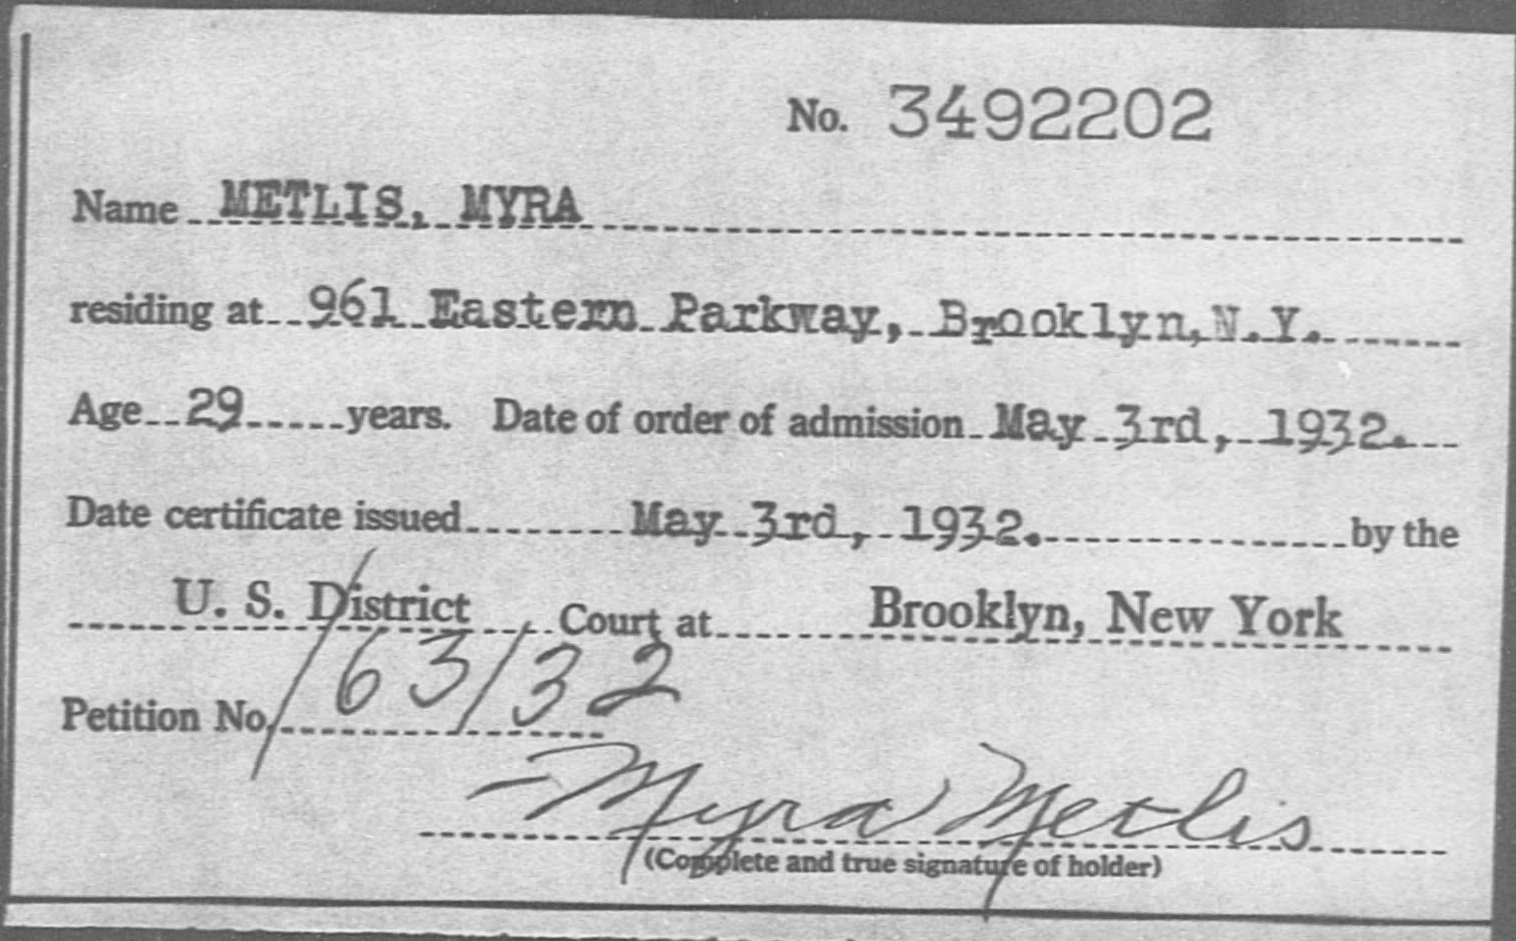 No. 3492202
Name METLIS, MYRA
residing at 961 Eastern Parkway, Brooklyn, N.Y.
Age 29 years. Date of order of admission May 3rd, 1932.
Date certificate issued May 3rd, 1932. by the
U. S. District Court at Brooklyn, New York
Petition No. 163132
Myra Metlis
(Complete and true signature of holder)